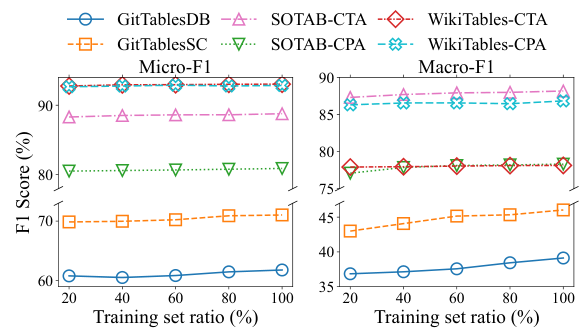 GitTablesDB SOTAB-CTA WikiTables-CTA
GitTablesSC SOTAB-CPA WikiTables-CPA
Micro-F1 Macro-F1
F1 Score (%)
90
80
70
60
20 40 60 80 100
Training set ratio (%)
90
85
80
75
45
40
35
20 40 60 80 100
Training set ratio (%)